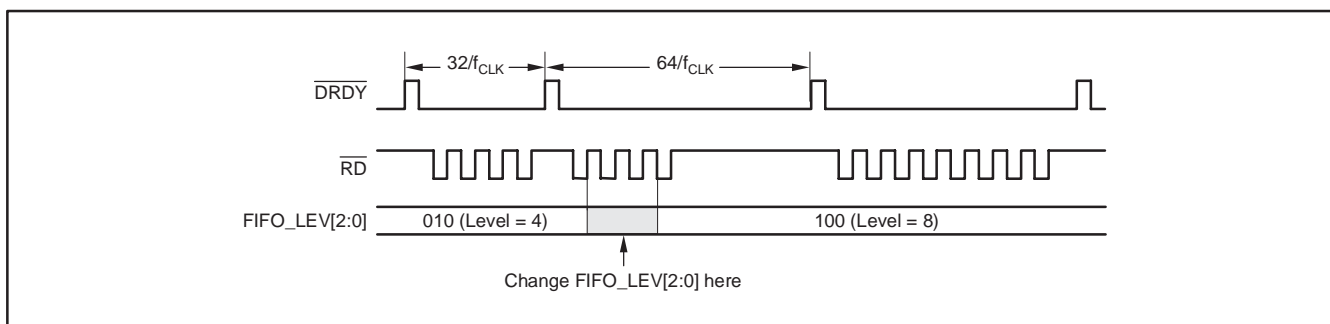 32/fCLK
64/fCLK
DRDY
RD
FIFO_LEV[2:0]
010 (Level = 4)
100 (Level = 8)
Change FIFO_LEV[2:0] here